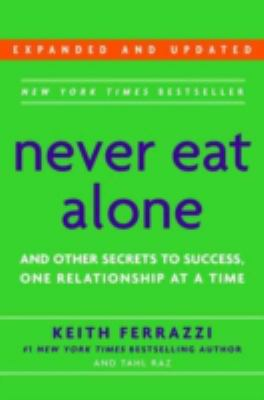 EXPANDED AND UPDATED
NEW YORK TIMES BESTSELLER
never eat
alone
AND OTHER SECRETS TO SUCCESS,
ONE RELATIONSHIP AT A TIME
KEITH FERRAZZI
#1 NEW YORK TIMES BESTSELLING AUTHOR
AND TAHL RAZ